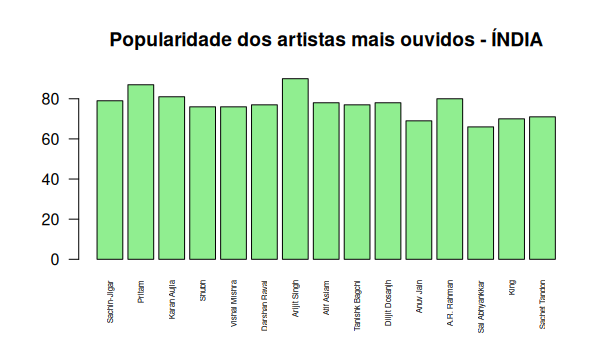 Popularidade dos artistas mais ouvidos - ÍNDIA
80
60
40
20
0
Sachin-Jigar
Pritam
Karan Aujla
Shubh
Vishal Mishra
Darshan Raval
Arijit Singh
Atif Aslam
Tanishk Bagchi
Diljit Dosanjh
Anuv Jain
A.R. Rahman
Sai Abhyankkar
King
Sachet Tandon